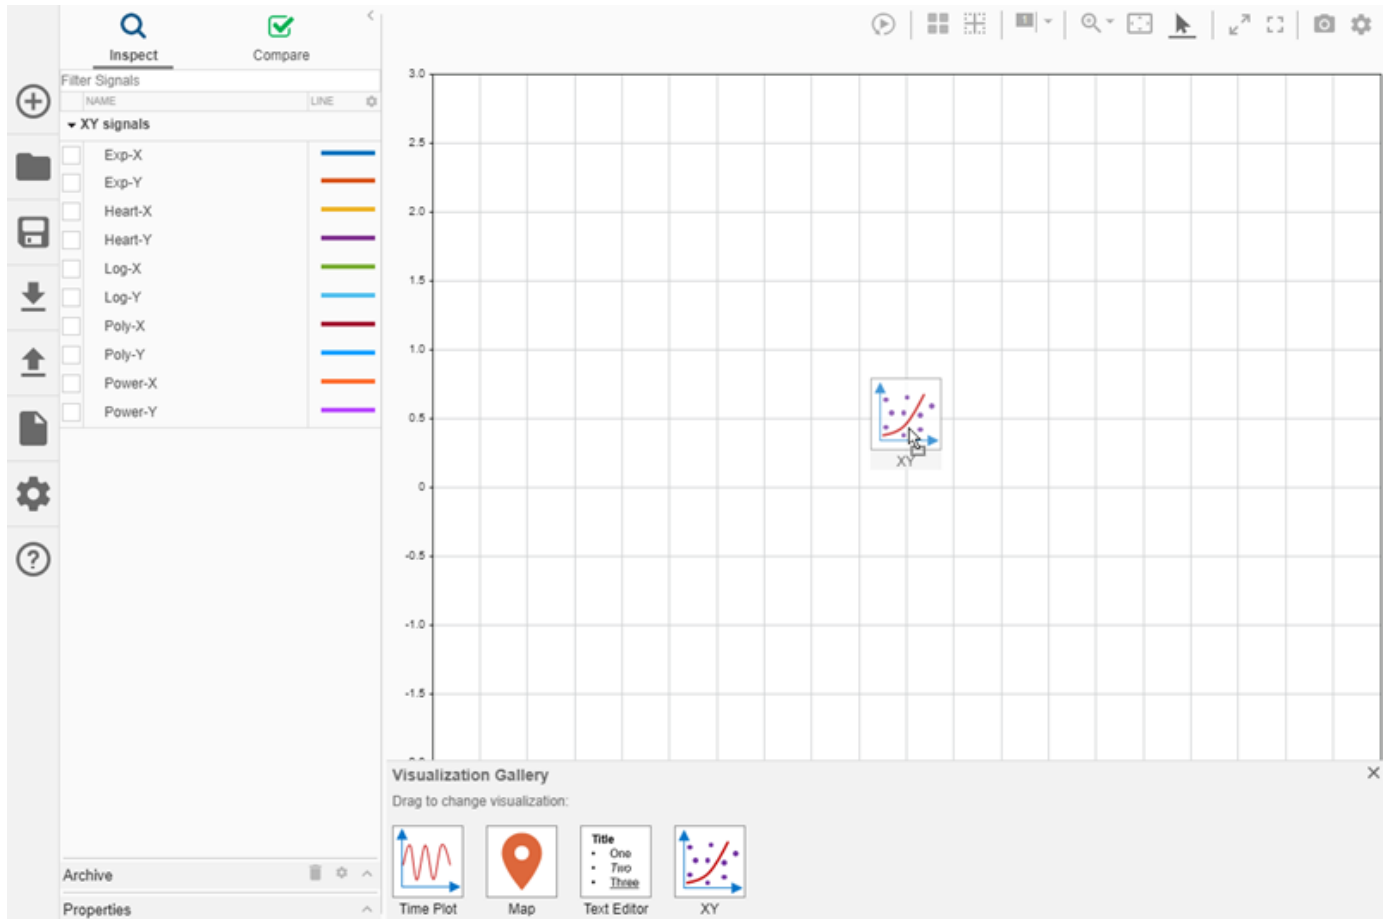 Inspect
Compare
Filter Signals
NAME
LINE
XY signals
Exp-X
Exp-Y
Heart-X
Heart-Y
Log-X
Log-Y
Poly-X
Poly-Y
Power-X
Power-Y
Archive
Properties
1
3.0
2.5
2.0
1.5
1.0
0.5
0
-0.5
-1.0
-1.5
XY
Visualization Gallery
Drag to change visualization:
Title
• One
• Two
• Three
Time Plot
Map
Text Editor
XY